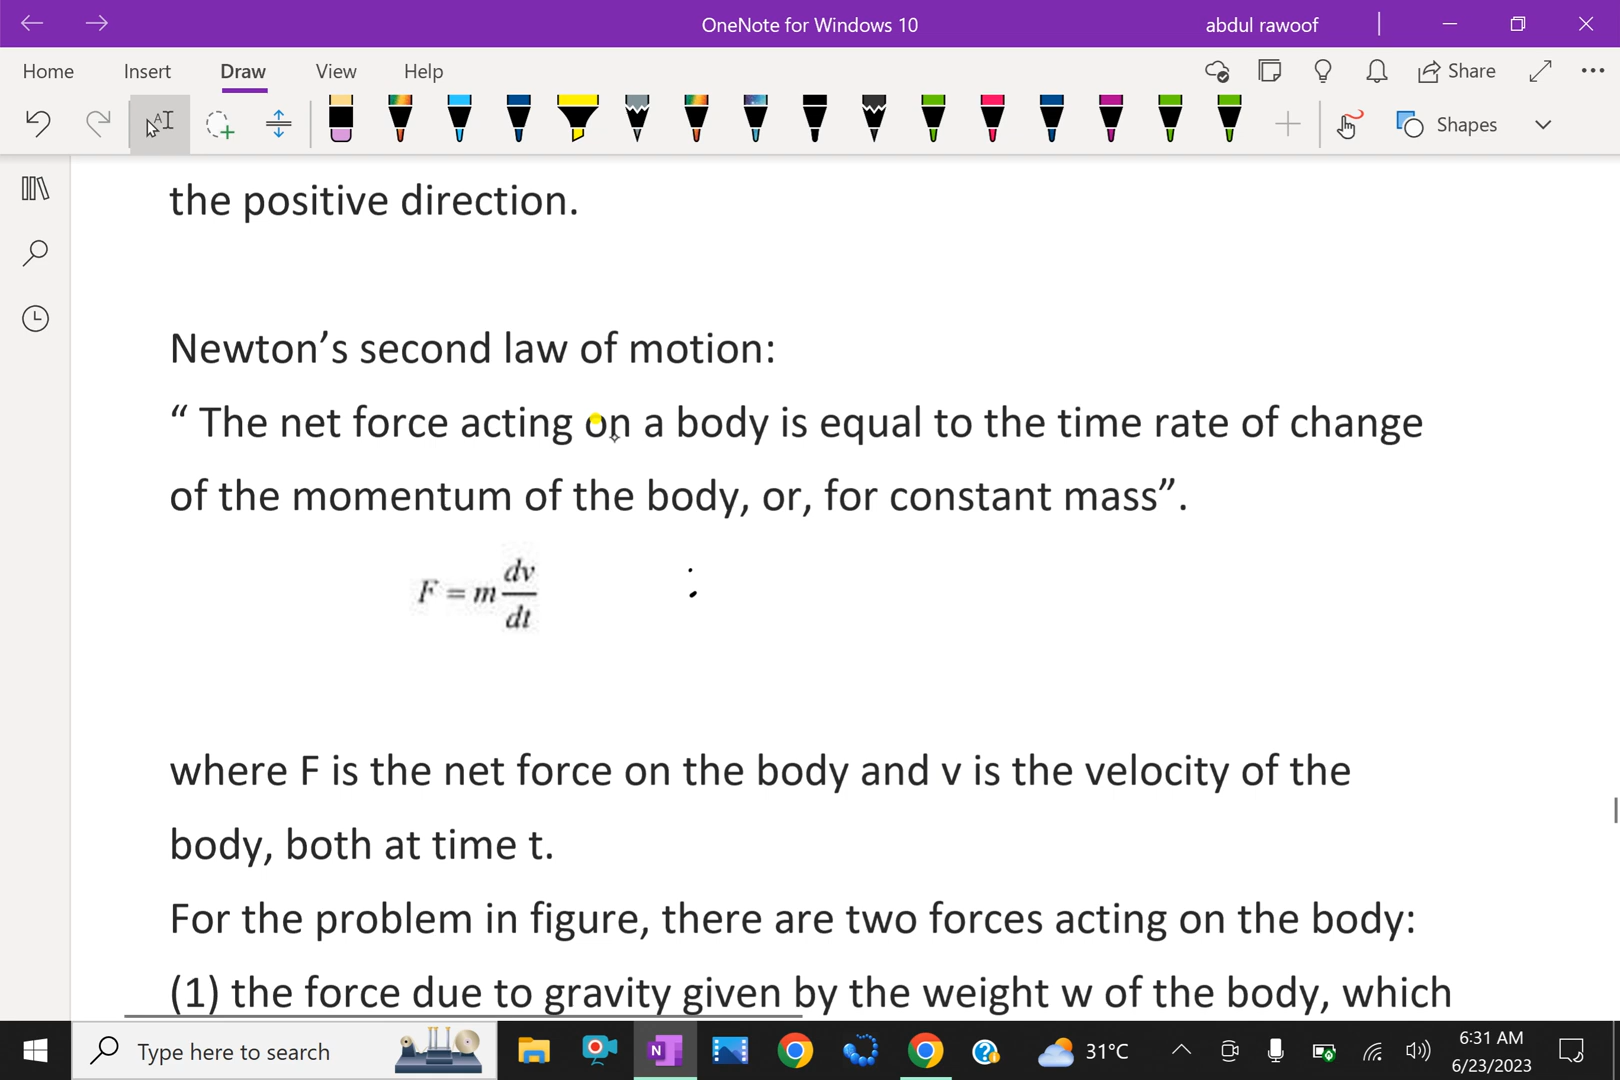 OneNote for Windows 10
abdul rawoof
Home Insert Draw View Help
Share
Shapes
the positive direction.
Newton’s second law of motion:
“ The net force acting on a body is equal to the time rate of change
of the momentum of the body, or, for constant mass”.
F = m dv/dt
where F is the net force on the body and v is the velocity of the
body, both at time t.
For the problem in figure, there are two forces acting on the body:
(1) the force due to gravity given by the weight w of the body, which
Type here to search
31°C
6:31 AM
6/23/2023